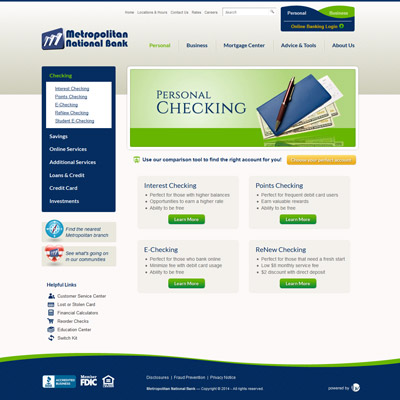 Home
Locations & Hours
Contact Us
Rates
Careers
Personal
Business
Online Banking Login
Metropolitan
National Bank
Personal
Business
Mortgage Center
Advice & Tools
About Us
Checking
Interest Checking
Points Checking
E-Checking
ReNew Checking
Student E-Checking
Savings
Online Services
Additional Services
Loans & Credit
Credit Card
Investments
Find the nearest
Metropolitan branch
See what's going on
in our communities
Helpful Links
Customer Service Center
Lost or Stolen Card
Financial Calculators
Reorder Checks
Education Center
Switch Kit
PERSONAL
CHECKING
Use our comparison tool to find the right account for you!
Choose your perfect account
Interest Checking
• Perfect for those with higher balances
• Opportunities to earn a higher rate
• Ability to be free
Learn More
Points Checking
• Perfect for frequent debit card users
• Earn valuable rewards
• Ability to be free
Learn More
E-Checking
• Perfect for those who bank online
• Minimize fee with debit card usage
• Ability to be free
Learn More
ReNew Checking
• Perfect for those that need a fresh start
• Low $8 monthly service fee
• $2 discount with direct deposit
Learn More
BBB
ACCREDITED
BUSINESS
Member
FDIC
Disclosures | Fraud Prevention | Privacy Notice
Metropolitan National Bank — Copyright © 2014 - All rights reserved.
powered by